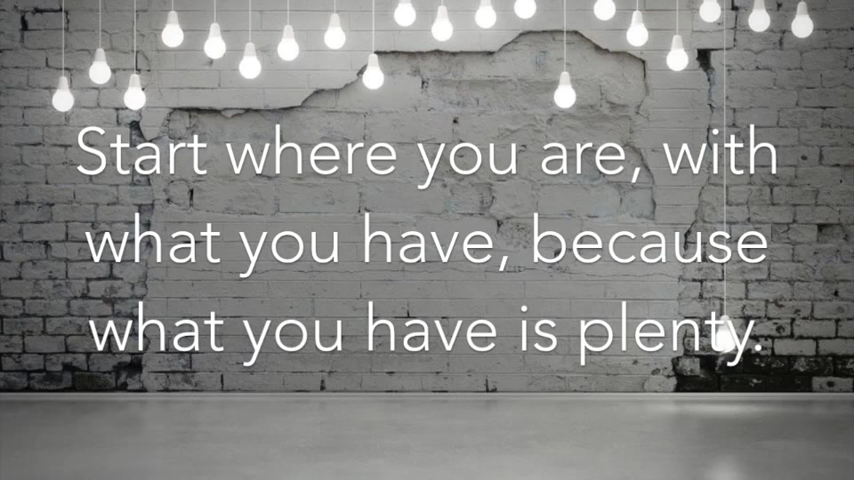 Start where you are, with
what you have, because
what you have is plenty.